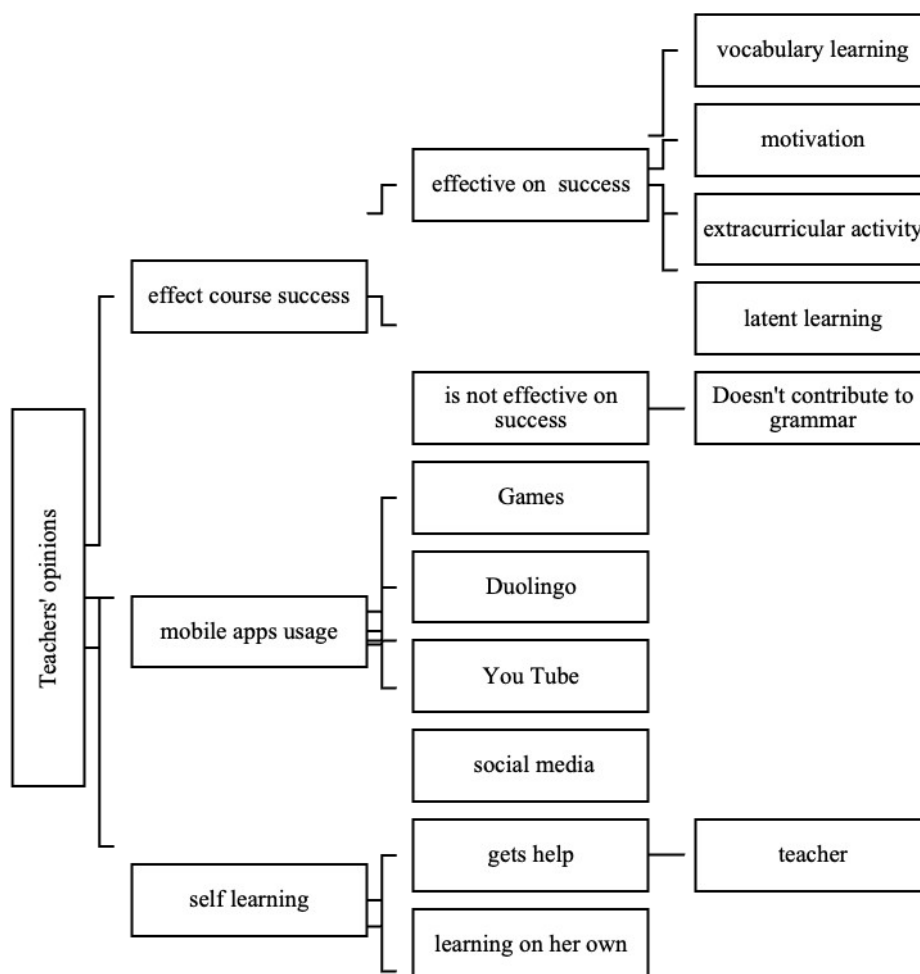 vocabulary learning
motivation
effective on success
extracurricular activity
effect course success
latent learning
is not effective on
success
Doesn't contribute to
grammar
Teachers' opinions
Games
Duolingo
mobile apps usage
You Tube
social media
gets help
teacher
self learning
learning on her own